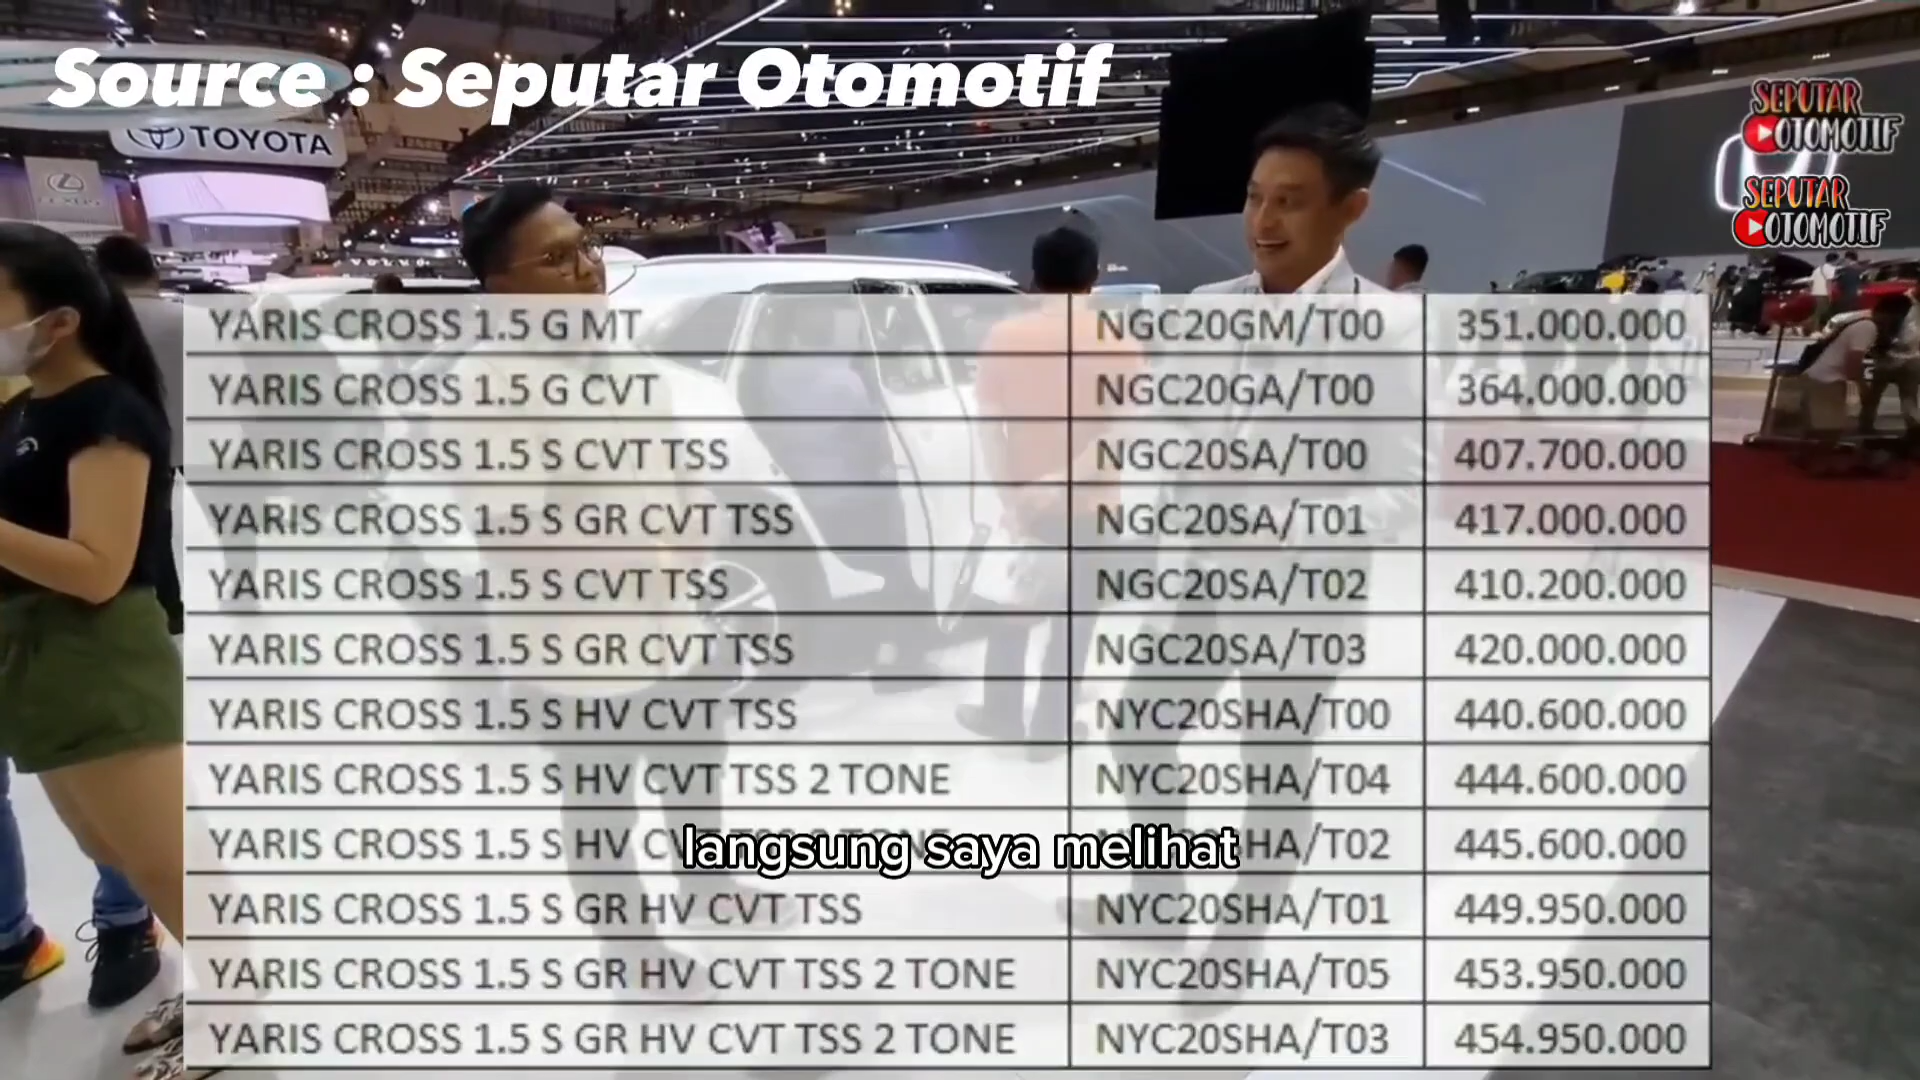 Source : Seputar Otomotif
SEPUTAR
OTOMOTIF
SEPUTAR
OTOMOTIF
TOYOTA
LEXUS
VOLVO
YARIS CROSS 1.5 G MT NGC20GM/T00 351.000.000
YARIS CROSS 1.5 G CVT NGC20GA/T00 364.000.000
YARIS CROSS 1.5 S CVT TSS NGC20SA/T00 407.700.000
YARIS CROSS 1.5 S GR CVT TSS NGC20SA/T01 417.000.000
YARIS CROSS 1.5 S CVT TSS NGC20SA/T02 410.200.000
YARIS CROSS 1.5 S GR CVT TSS NGC20SA/T03 420.000.000
YARIS CROSS 1.5 S HV CVT TSS NYC20SHA/T00 440.600.000
YARIS CROSS 1.5 S HV CVT TSS 2 TONE NYC20SHA/T04 444.600.000
YARIS CROSS 1.5 S HV HA/T02 445.600.000
langsung saya melihat
YARIS CROSS 1.5 S GR HV CVT TSS NYC20SHA/T01 449.950.000
YARIS CROSS 1.5 S GR HV CVT TSS 2 TONE NYC20SHA/T05 453.950.000
YARIS CROSS 1.5 S GR HV CVT TSS 2 TONE NYC20SHA/T03 454.950.000